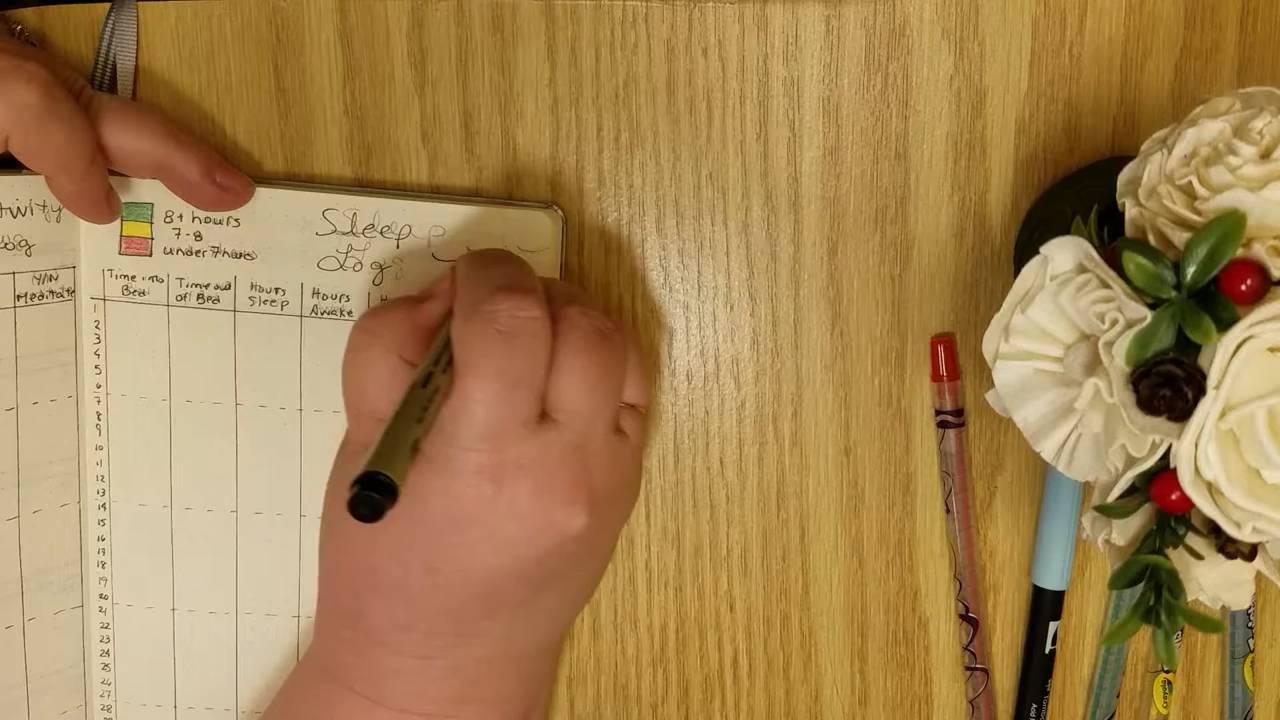 8+ hours
7-8
under 7 hours
Sleep
Log
Y/N
Meditate
Time into
Bed
Time out
of Bed
Hours
Sleep
Hours
Awake
H
1
2
3
4
5
6
7
8
9
10
11
12
13
14
15
16
17
18
19
20
21
22
23
24
25
26
27
28
Crayola